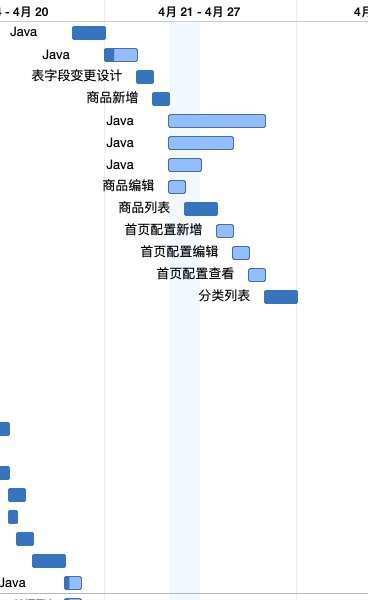 - 4月 20
4月 21 - 4月 27
4月
Java
Java
表字段变更设计
商品新增
Java
Java
Java
商品编辑
商品列表
首页配置新增
首页配置编辑
首页配置查看
分类列表
Java